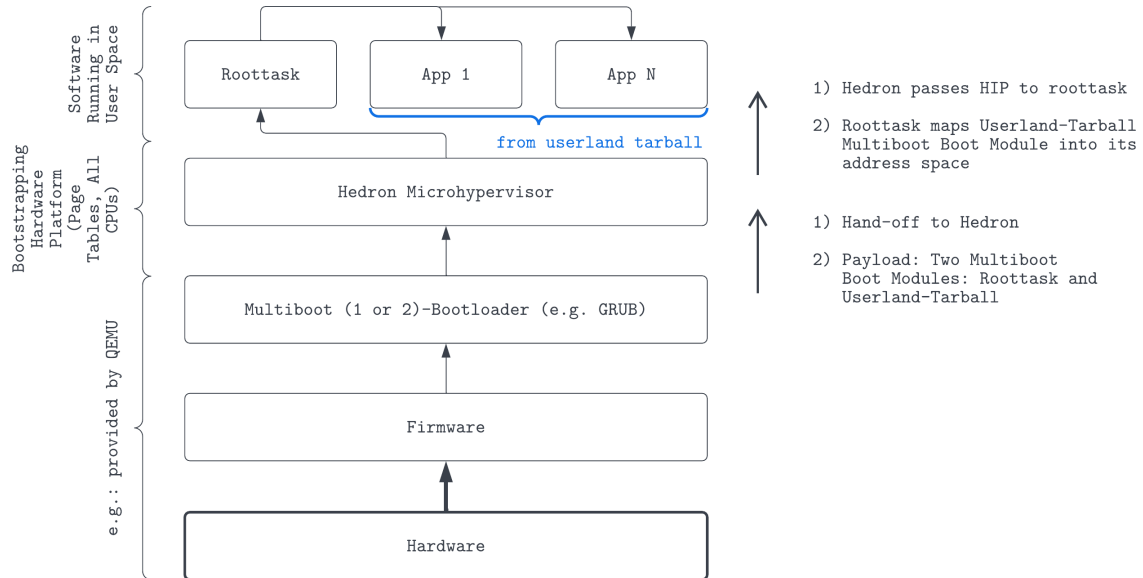 Software
Running in
User Space
Roottask
App 1
App N
from userland tarball
1) Hedron passes HIP to roottask
2) Roottask maps Userland-Tarball
Multiboot Boot Module into its
address space
Bootstrapping
Hardware
Platform
(Page
Tables, All
CPUs)
Hedron Microhypervisor
1) Hand-off to Hedron
2) Payload: Two Multiboot
Boot Modules: Roottask and
Userland-Tarball
e.g.: provided by QEMU
Multiboot (1 or 2)-Bootloader (e.g. GRUB)
Firmware
Hardware